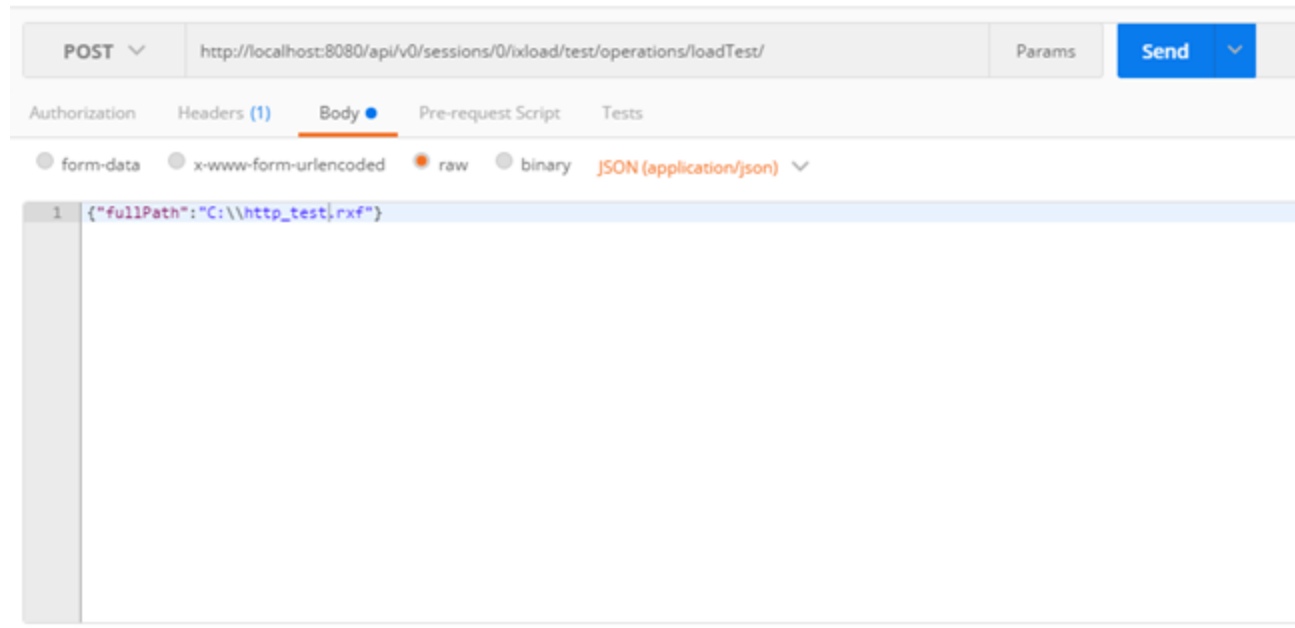 POST http://localhost:8080/api/v0/sessions/0/ixload/test/operations/loadTest/ Params Send
Authorization Headers (1) Body Pre-request Script Tests
form-data x-www-form-urlencoded raw binary JSON (application/json)
1 {"fullPath":"C:\\http_test.rxf"}